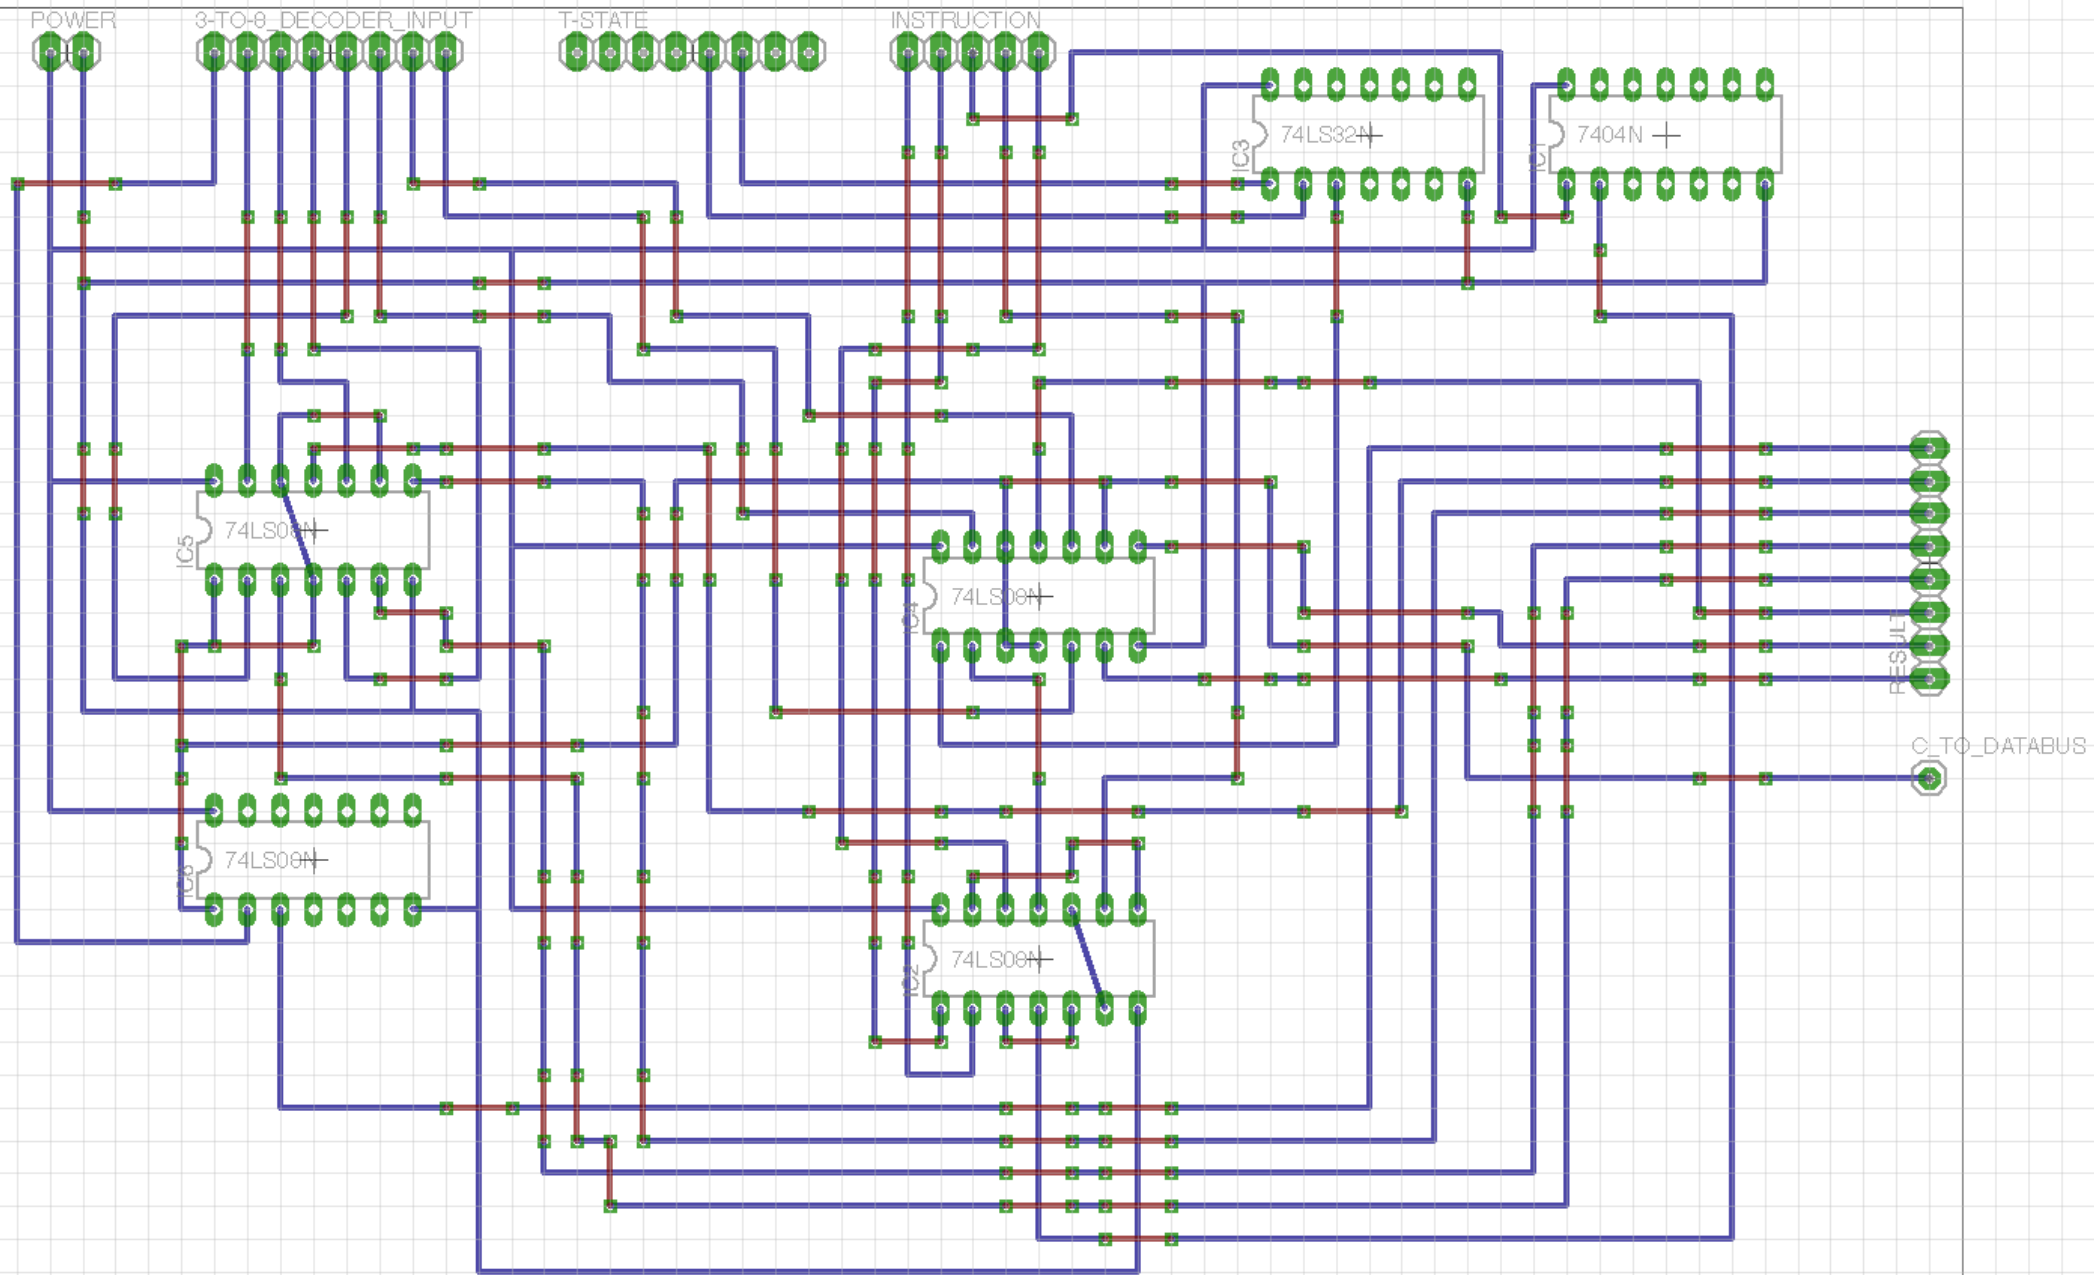 POWER
3-TO-8_DECODER_INPUT
T-STATE
INSTRUCTION
IC3
74LS32N
IC1
7404N
IC5
74LS08N
IC4
74LS08N
RESULT
C_TO_DATABUS
IC6
74LS08N
IC2
74LS08N